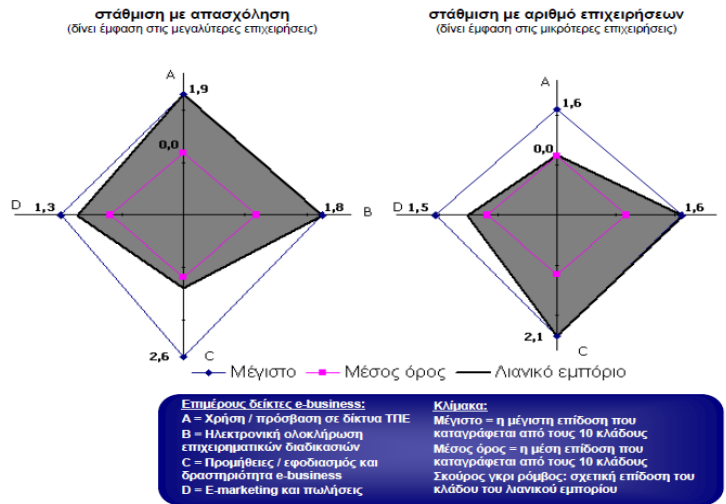 στάθμιση με απασχόληση
(δίνει έμφαση στις μεγαλύτερες επιχειρήσεις)
A
1,9
0,0
D
1,3
1,8
B
2,6
C
στάθμιση με αριθμό επιχειρήσεων
(δίνει έμφαση στις μικρότερες επιχειρήσεις)
A
1,6
0,0
D
1,5
1,6
2,1
C
Μέγιστο Μέσος όρος Λιανικό εμπόριο
Επιμέρους δείκτες e-business:
A = Χρήση / πρόσβαση σε δίκτυα ΤΠΕ
B = Ηλεκτρονική ολοκλήρωση
επιχειρηματικών διαδικασιών
C = Προμήθειες / εφοδιασμός και
δραστηριότητα e-business
D = E-marketing και πωλήσεις
Κλίμακα:
Μέγιστο = η μέγιστη επίδοση που
καταγράφεται από τους 10 κλάδους
Μέσος όρος = η μέση επίδοση που
καταγράφεται από τους 10 κλάδους
Σκούρος γκρι ρόμβος: σχετική επίδοση του
κλάδου του λιανικού εμπορίου